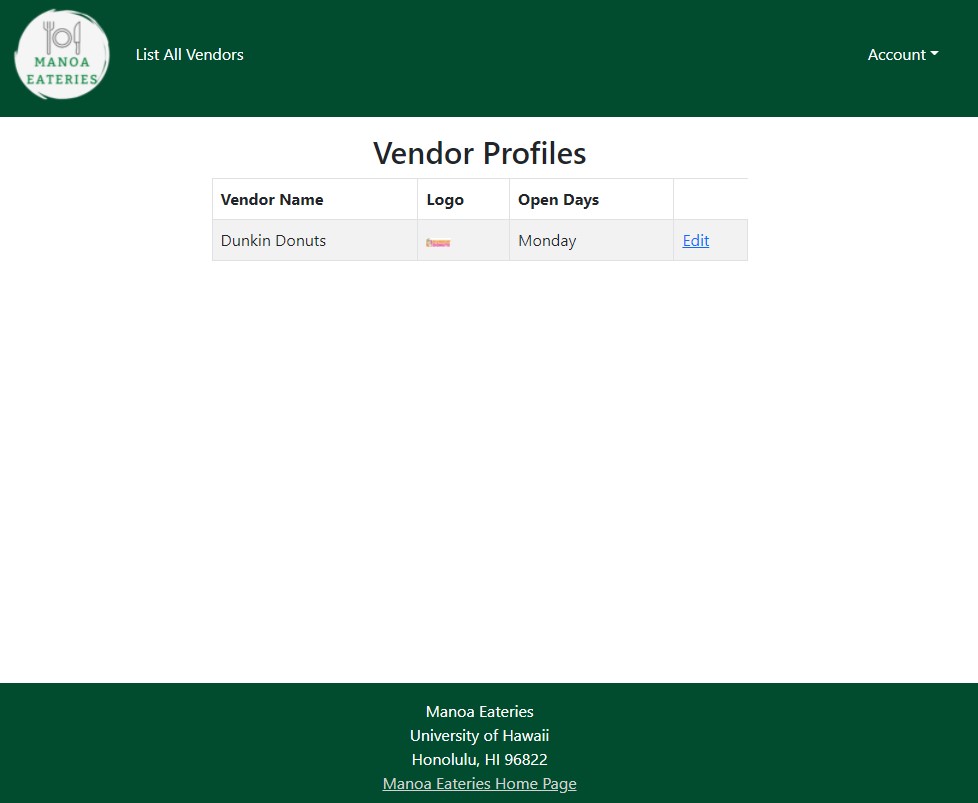 MANOA
EATERIES
List All Vendors
Account
Vendor Profiles
Vendor Name Logo Open Days
Dunkin Donuts Monday Edit
Manoa Eateries
University of Hawaii
Honolulu, HI 96822
Manoa Eateries Home Page